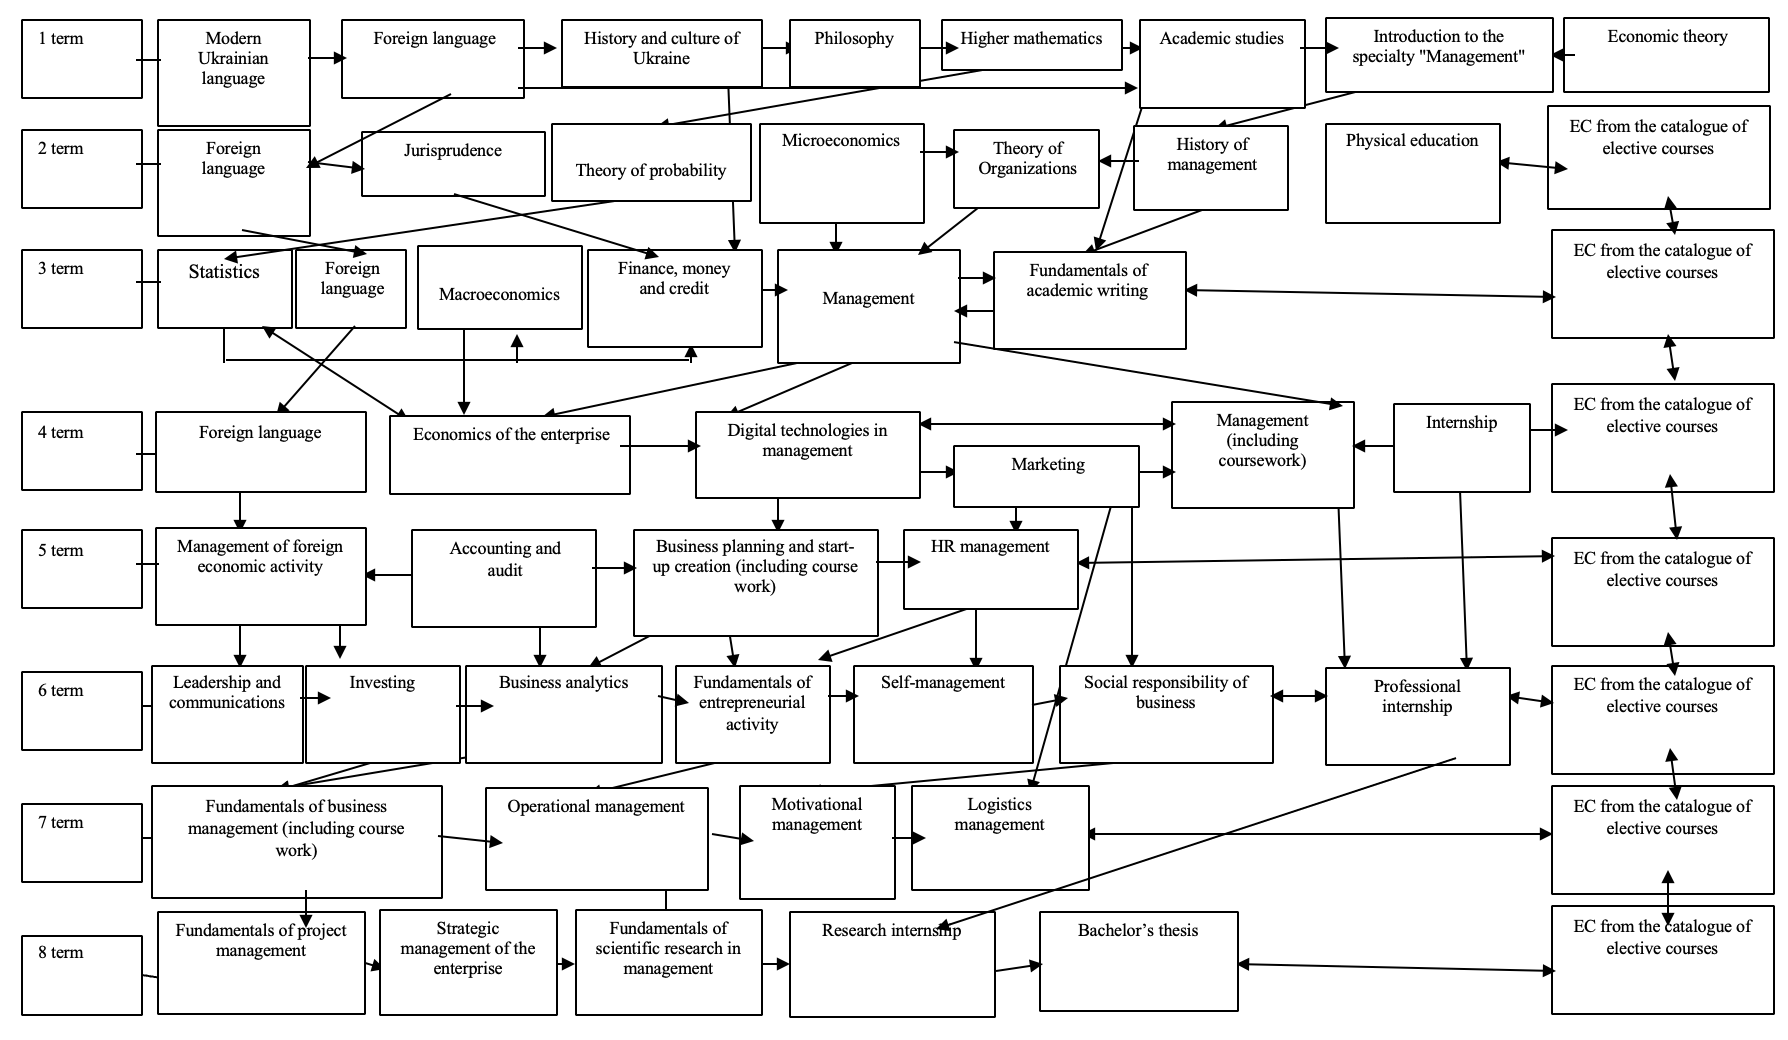 1 term
Modern
Ukrainian
language
Foreign language
History and culture of
Ukraine
Philosophy
Higher mathematics
Academic studies
Introduction to the
specialty "Management"
Economic theory
2 term
Foreign
language
Jurisprudence
Theory of probability
Microeconomics
Theory of
Organizations
History of
management
Physical education
EC from the catalogue of
elective courses
3 term
Statistics
Foreign
language
Macroeconomics
Finance, money
and credit
Management
Fundamentals of
academic writing
EC from the catalogue of
elective courses
4 term
Foreign language
Economics of the enterprise
Digital technologies in
management
Marketing
Management
(including
coursework)
Internship
EC from the catalogue of
elective courses
5 term
Management of foreign
economic activity
Accounting and
audit
Business planning and start-
up creation (including course
work)
HR management
EC from the catalogue of
elective courses
6 term
Leadership and
communications
Investing
Business analytics
Fundamentals of
entrepreneurial
activity
Self-management
Social responsibility of
business
Professional
internship
EC from the catalogue of
elective courses
7 term
Fundamentals of business
management (including course
work)
Operational management
Motivational
management
Logistics
management
EC from the catalogue of
elective courses
8 term
Fundamentals of project
management
Strategic
management of the
enterprise
Fundamentals of
scientific research in
management
Research internship
Bachelor’s thesis
EC from the catalogue of
elective courses